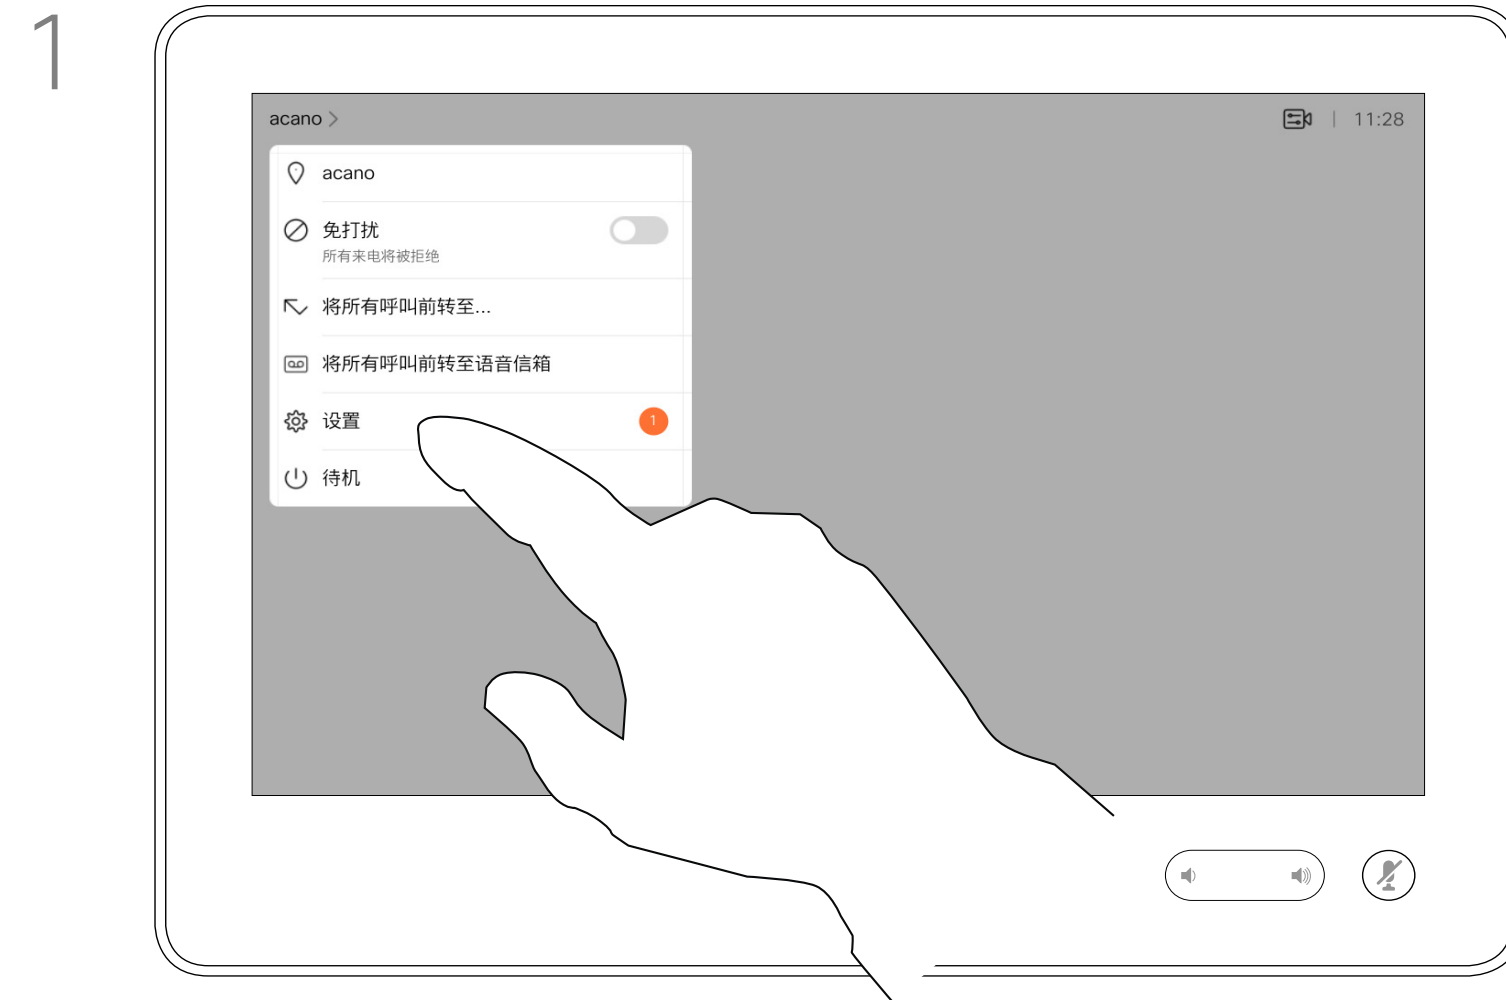 1
acano
11:28
acano
免打扰
所有来电将被拒绝
将所有呼叫前转至...
将所有呼叫前转至语音信箱
设置
1
待机